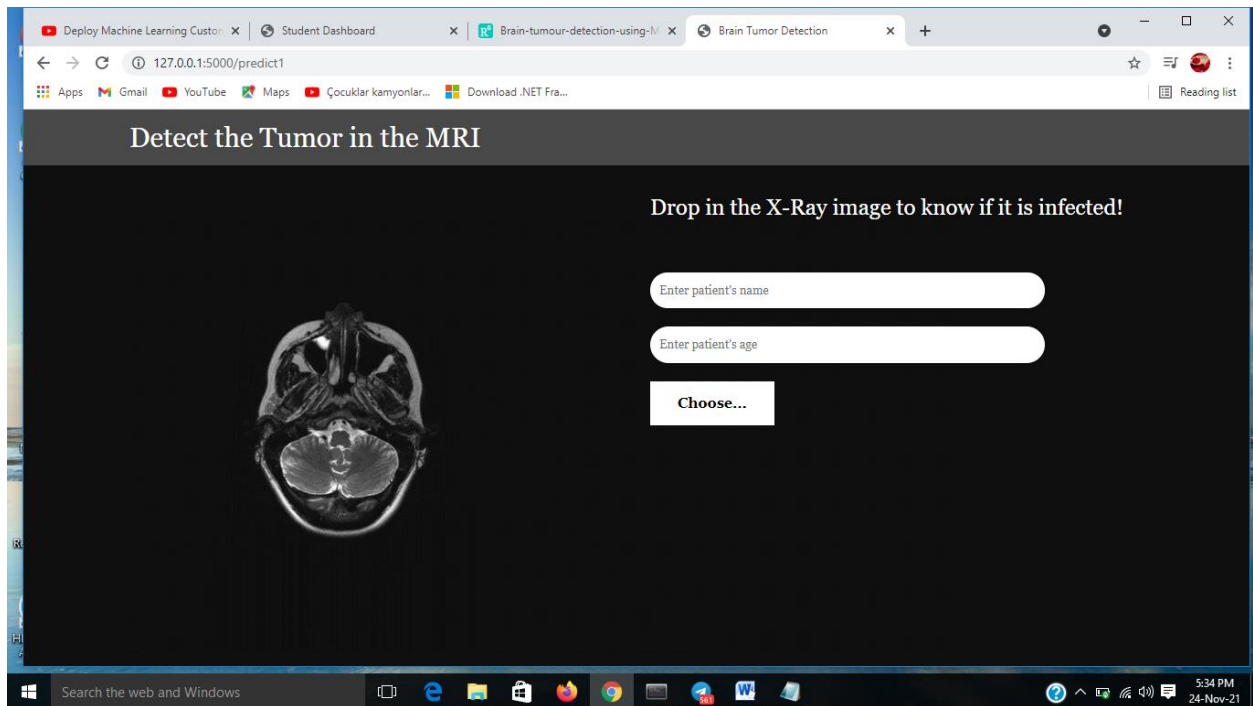 Deploy Machine Learning Custon
Student Dashboard
Brain-tumour-detection-using-M
Brain Tumor Detection
127.0.0.1:5000/predict1
Apps
Gmail
YouTube
Maps
Çocuklar kamyonlar...
Download .NET Fra...
Reading list
Detect the Tumor in the MRI
Drop in the X-Ray image to know if it is infected!
Enter patient's name
Enter patient's age
Choose...
Search the web and Windows
561
5:34 PM
24-Nov-21